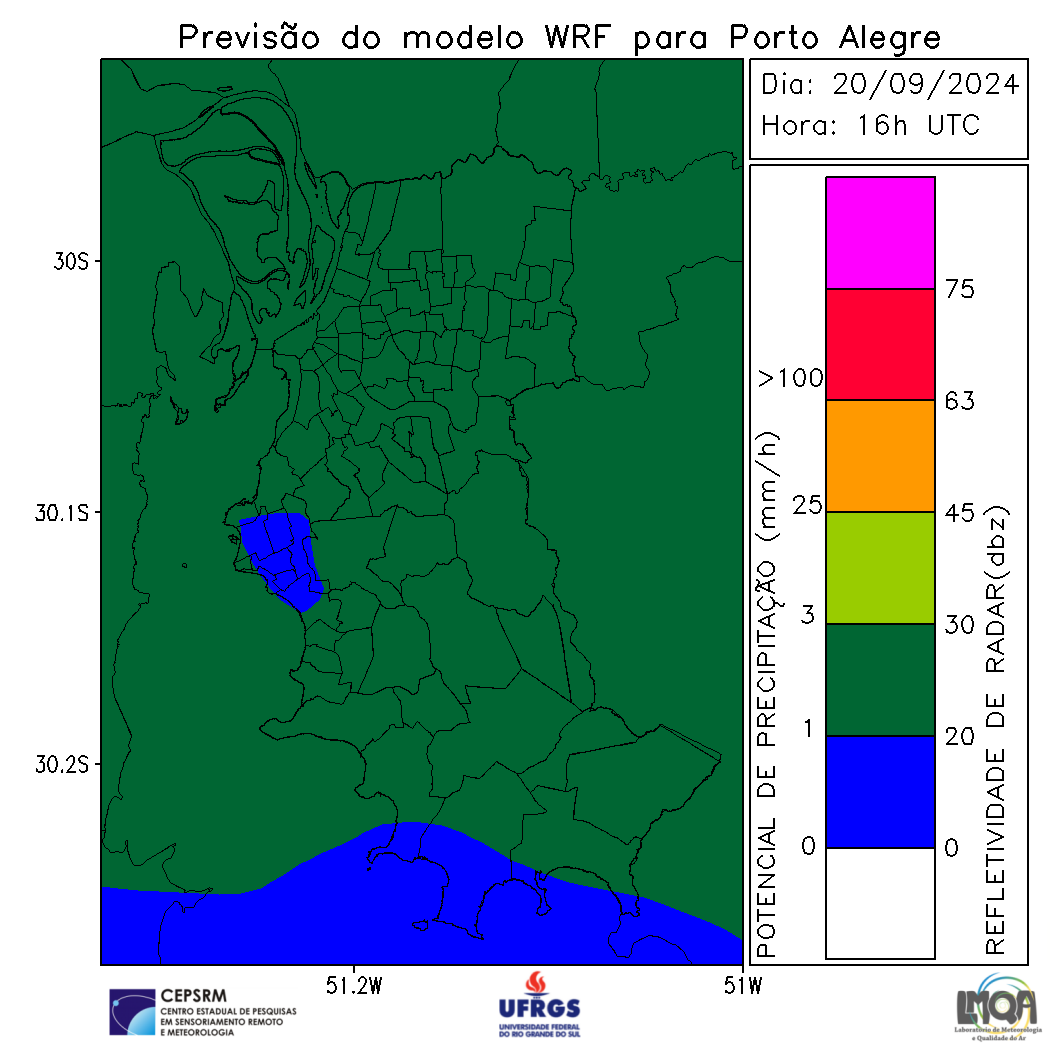 Previsão do modelo WRF para Porto Alegre
Dia: 20/09/2024
Hora: 16h UTC
30S
30.1S
30.2S
51.2W
51W
POTENCIAL DE PRECIPITAÇÃO (mm/h)
>100
25
3
1
0
75
63
45
30
20
0
REFLETIVIDADE DE RADAR(dbz)
CEPSRM
CENTRO ESTADUAL DE PESQUISAS
EM SENSORIAMENTO REMOTO
E METEOROLOGIA
UFRGS
UNIVERSIDADE FEDERAL
DO RIO GRANDE DO SUL
LMQA
Laboratório de Meteorologia
e Qualidade do Ar